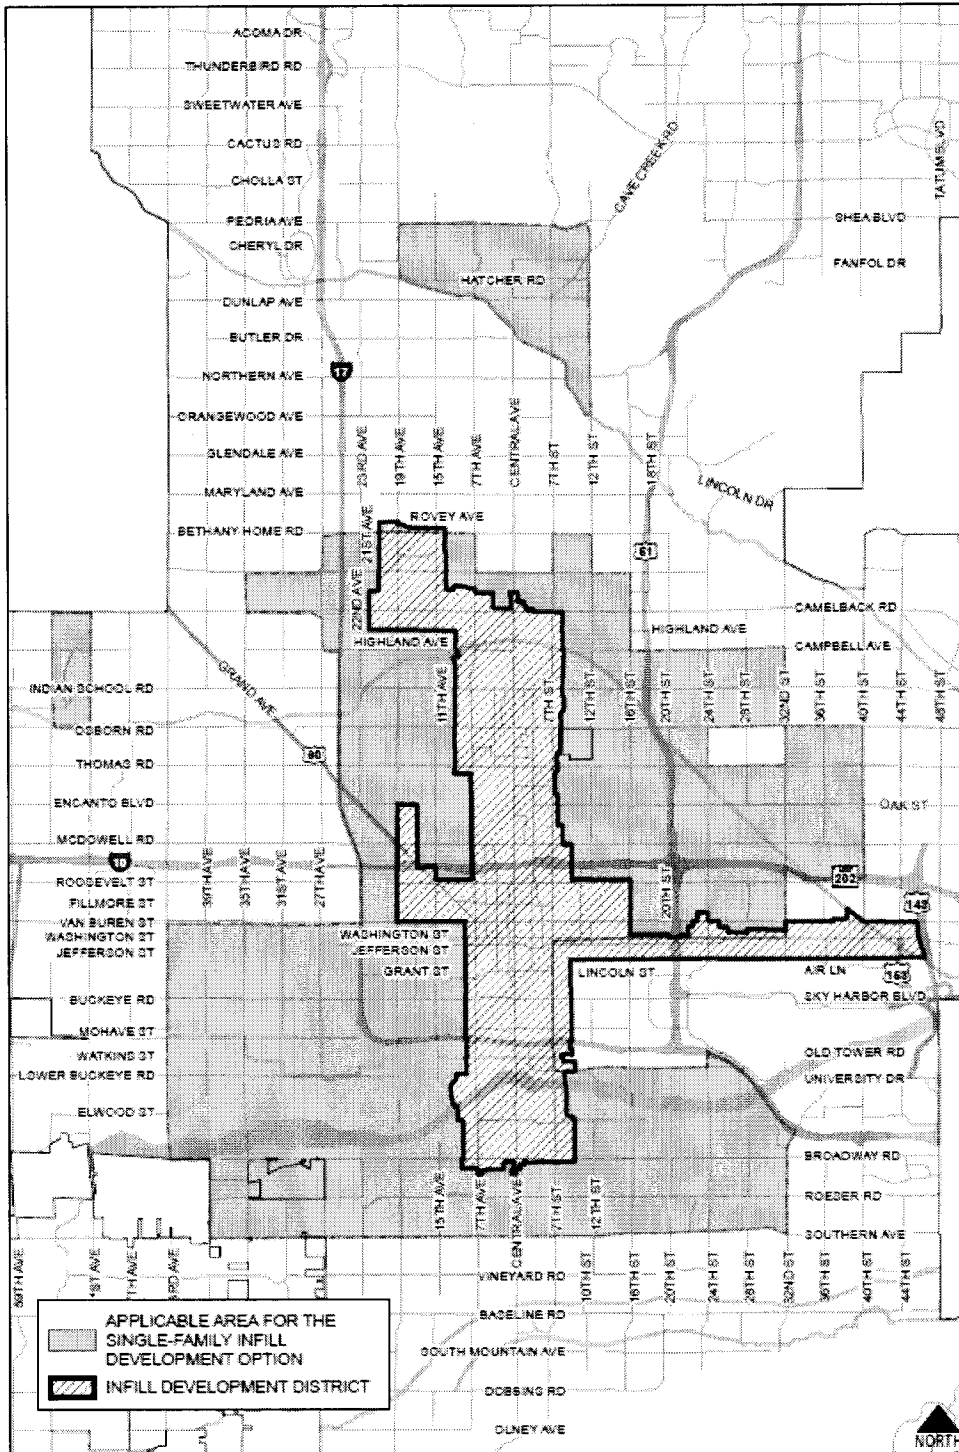 ACOMA DR
THUNDERBIRD RD
SWEETWATER AVE
CACTUS RD
CHOLLA ST
PEORIA AVE
CHERYL DR
DUNLAP AVE
BUTLER DR
NORTHERN AVE
ORANGEWOOD AVE
GLENDALE AVE
MARYLAND AVE
BETHANY HOME RD
CAVE CREEK RD
TATUM BLVD
SHEA BLVD
FANFOL DR
HATCHER RD
17
23RD AVE
19TH AVE
15TH AVE
7TH AVE
CENTRAL AVE
7TH ST
12TH ST
18TH ST
LINCOLN DR
ROVEY AVE
21ST AVE
22ND AVE
51
CAMELBACK RD
HIGHLAND AVE
HIGHLAND AVE
CAMPBELL AVE
GRAND AVE
INDIAN SCHOOL RD
OSBORN RD
THOMAS RD
ENCANTO BLVD
MCDOWELL RD
60
11TH AVE
7TH ST
12TH ST
16TH ST
20TH ST
24TH ST
28TH ST
32ND ST
36TH ST
40TH ST
44TH ST
48TH ST
OAK ST
10
39TH AVE
35TH AVE
31ST AVE
27TH AVE
20TH ST
202
143
ROOSEVELT ST
FILLMORE ST
VAN BUREN ST
WASHINGTON ST
JEFFERSON ST
WASHINGTON ST
JEFFERSON ST
GRANT ST
LINCOLN ST
AIR LN
153
BUCKEYE RD
SKY HARBOR BLVD
MOHAVE ST
WATKINS ST
LOWER BUCKEYE RD
ELWOOD ST
OLD TOWER RD
UNIVERSITY DR
BROADWAY RD
ROESER RD
SOUTHERN AVE
15TH AVE
7TH AVE
CENTRAL AVE
7TH ST
12TH ST
59TH AVE
VINEYARD RD
BASELINE RD
SOUTH MOUNTAIN AVE
DOBBINS RD
OLNEY AVE
10TH ST
16TH ST
20TH ST
24TH ST
28TH ST
32ND ST
36TH ST
40TH ST
44TH ST
APPLICABLE AREA FOR THE
SINGLE-FAMILY INFILL
DEVELOPMENT OPTION
INFILL DEVELOPMENT DISTRICT
NORTH